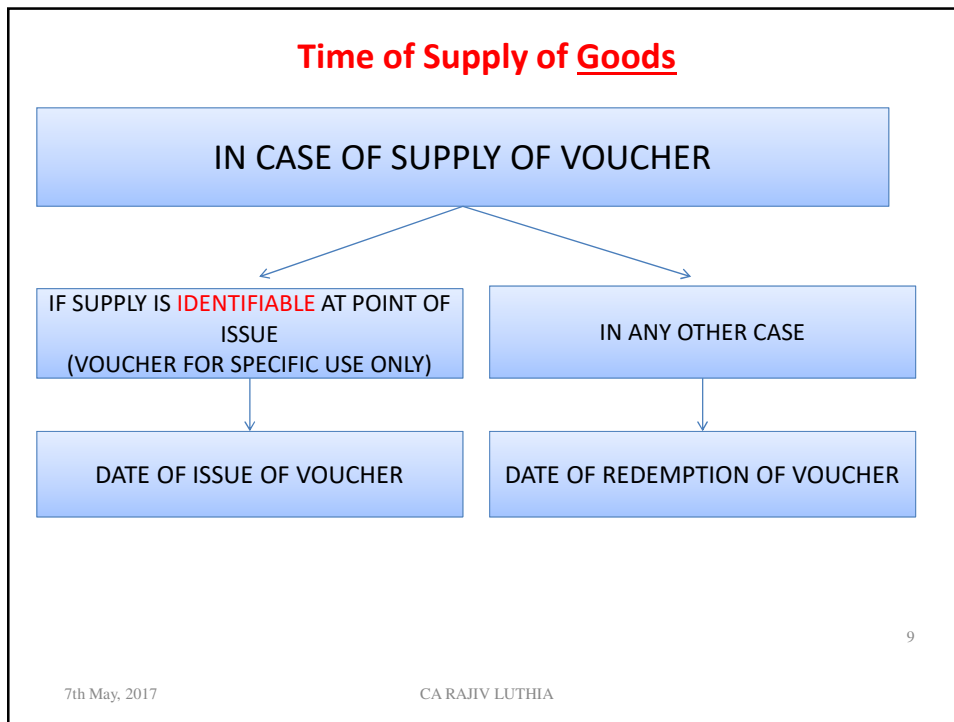 Time of Supply of Goods
IN CASE OF SUPPLY OF VOUCHER
IF SUPPLY IS IDENTIFIABLE AT POINT OF
ISSUE
(VOUCHER FOR SPECIFIC USE ONLY)
IN ANY OTHER CASE
DATE OF ISSUE OF VOUCHER
DATE OF REDEMPTION OF VOUCHER
9
7th May, 2017
CA RAJIV LUTHIA